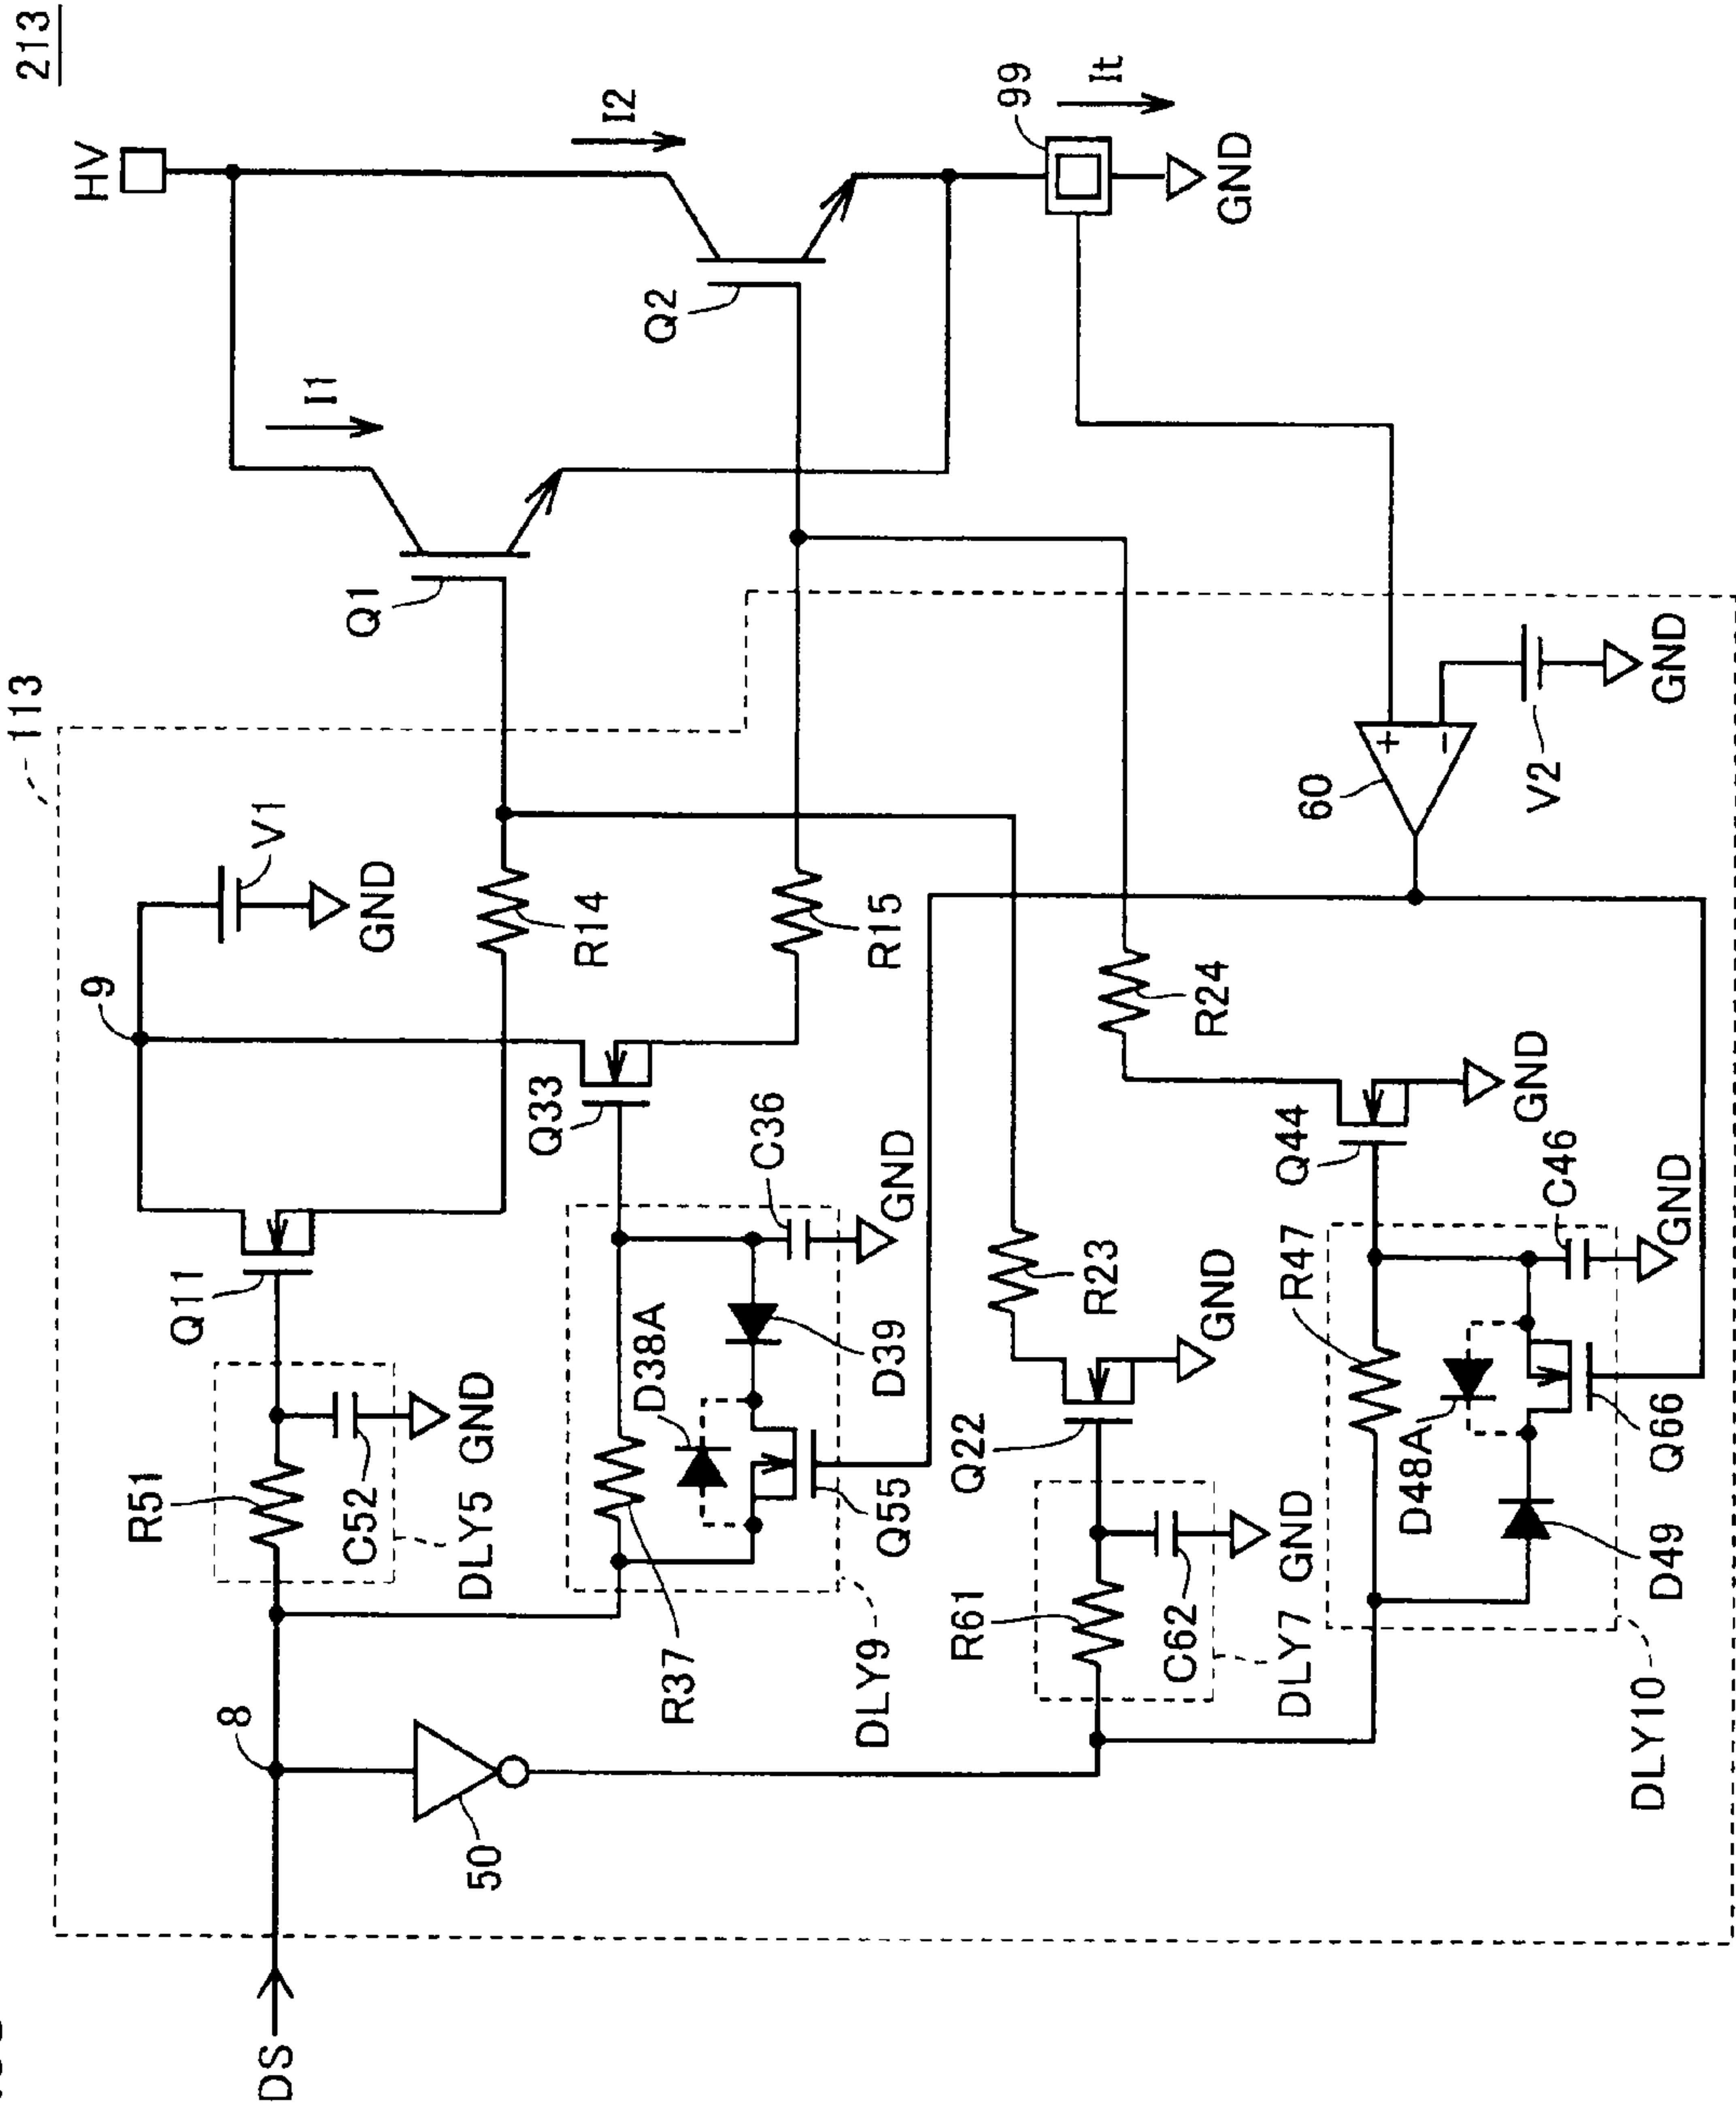 213
113
HV
I2
I1
Q1
Q2
99
It
GND
9
V1
GND
R14
R15
Q11
Q33
R51
C52
DLY5
GND
C36
GND
D38A
D39
Q55
R37
DLY9
8
DS
50
R24
R23
Q22
GND
Q44
GND
R61
C62
DLY7
GND
R47
C46
GND
D48A
Q66
D49
DLY10
60
+
−
V2
GND